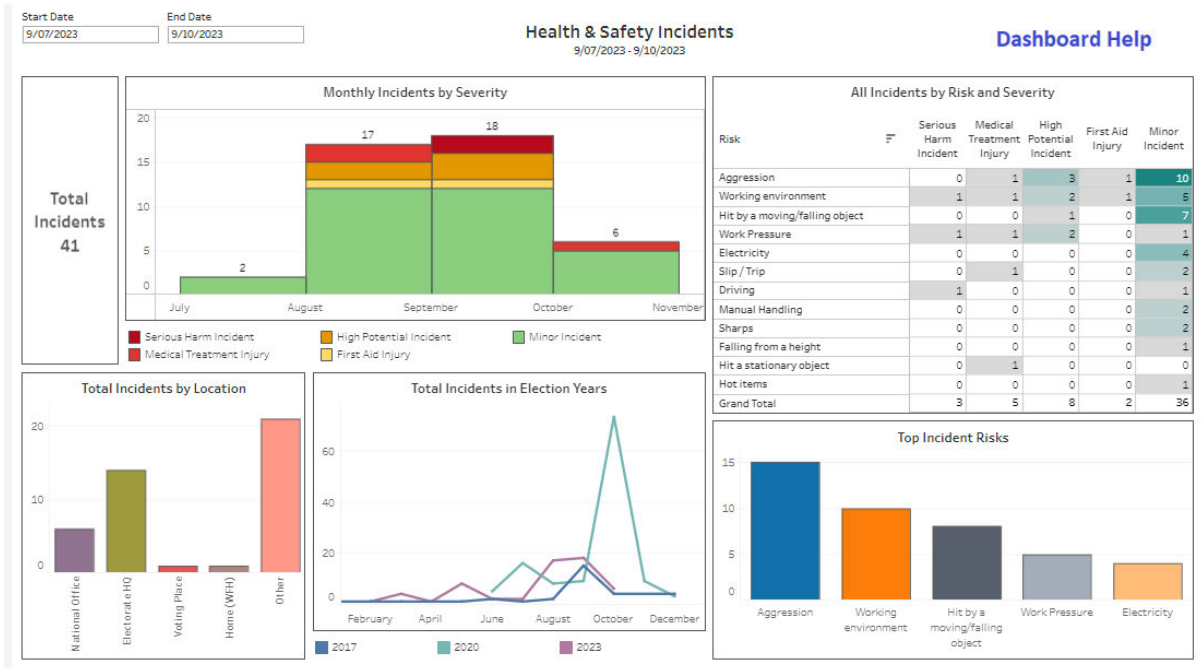 Start Date
End Date
9/07/2023
9/10/2023
Health & Safety Incidents
9/07/2023 - 9/10/2023
Dashboard Help
Total
Incidents
41
Monthly Incidents by Severity
20
15
10
5
0
2
17
18
6
July
August
September
October
November
Serious Harm Incident
High Potential Incident
Minor Incident
Medical Treatment Injury
First Aid Injury
All Incidents by Risk and Severity
Risk
Serious Harm Incident
Medical Treatment Injury
High Potential Incident
First Aid Injury
Minor Incident
Aggression 0 1 3 1 10
Working environment 1 1 2 1 5
Hit by a moving/falling object 0 0 1 0 7
Work Pressure 1 1 2 0 1
Electricity 0 0 0 0 4
Slip / Trip 0 1 0 0 2
Driving 1 0 0 0 1
Manual Handling 0 0 0 0 2
Sharps 0 0 0 0 2
Falling from a height 0 0 0 0 1
Hit a stationary object 0 1 0 0 0
Hot items 0 0 0 0 1
Grand Total 3 5 8 2 36
Total Incidents by Location
20
10
0
National Office
Electorate HQ
Voting Place
Home (WFH)
Other
Total Incidents in Election Years
60
40
20
0
February
April
June
August
October
December
2017
2020
2023
Top Incident Risks
15
10
5
0
Aggression
Working
environment
Hit by a
moving/falling
object
Work Pressure
Electricity